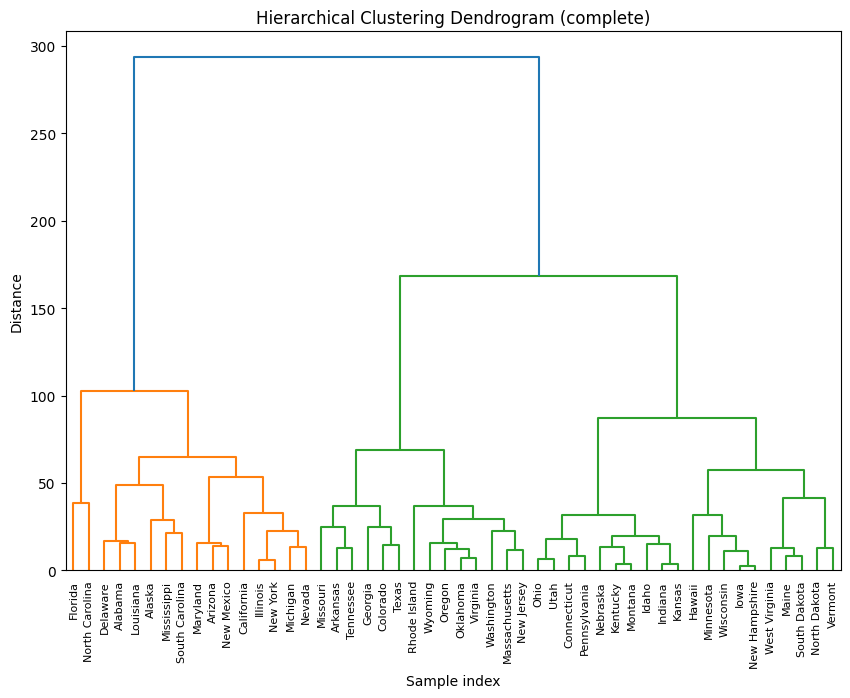 Hierarchical Clustering Dendrogram (complete)
300
250
200
150
100
50
0
Distance
Florida
North Carolina
Delaware
Alabama
Louisiana
Alaska
Mississippi
South Carolina
Maryland
Arizona
New Mexico
California
Illinois
New York
Michigan
Nevada
Missouri
Arkansas
Tennessee
Georgia
Colorado
Texas
Rhode Island
Wyoming
Oregon
Oklahoma
Virginia
Washington
Massachusetts
New Jersey
Ohio
Utah
Connecticut
Pennsylvania
Nebraska
Kentucky
Montana
Idaho
Indiana
Kansas
Hawaii
Minnesota
Wisconsin
Iowa
New Hampshire
West Virginia
Maine
South Dakota
North Dakota
Vermont
Sample index